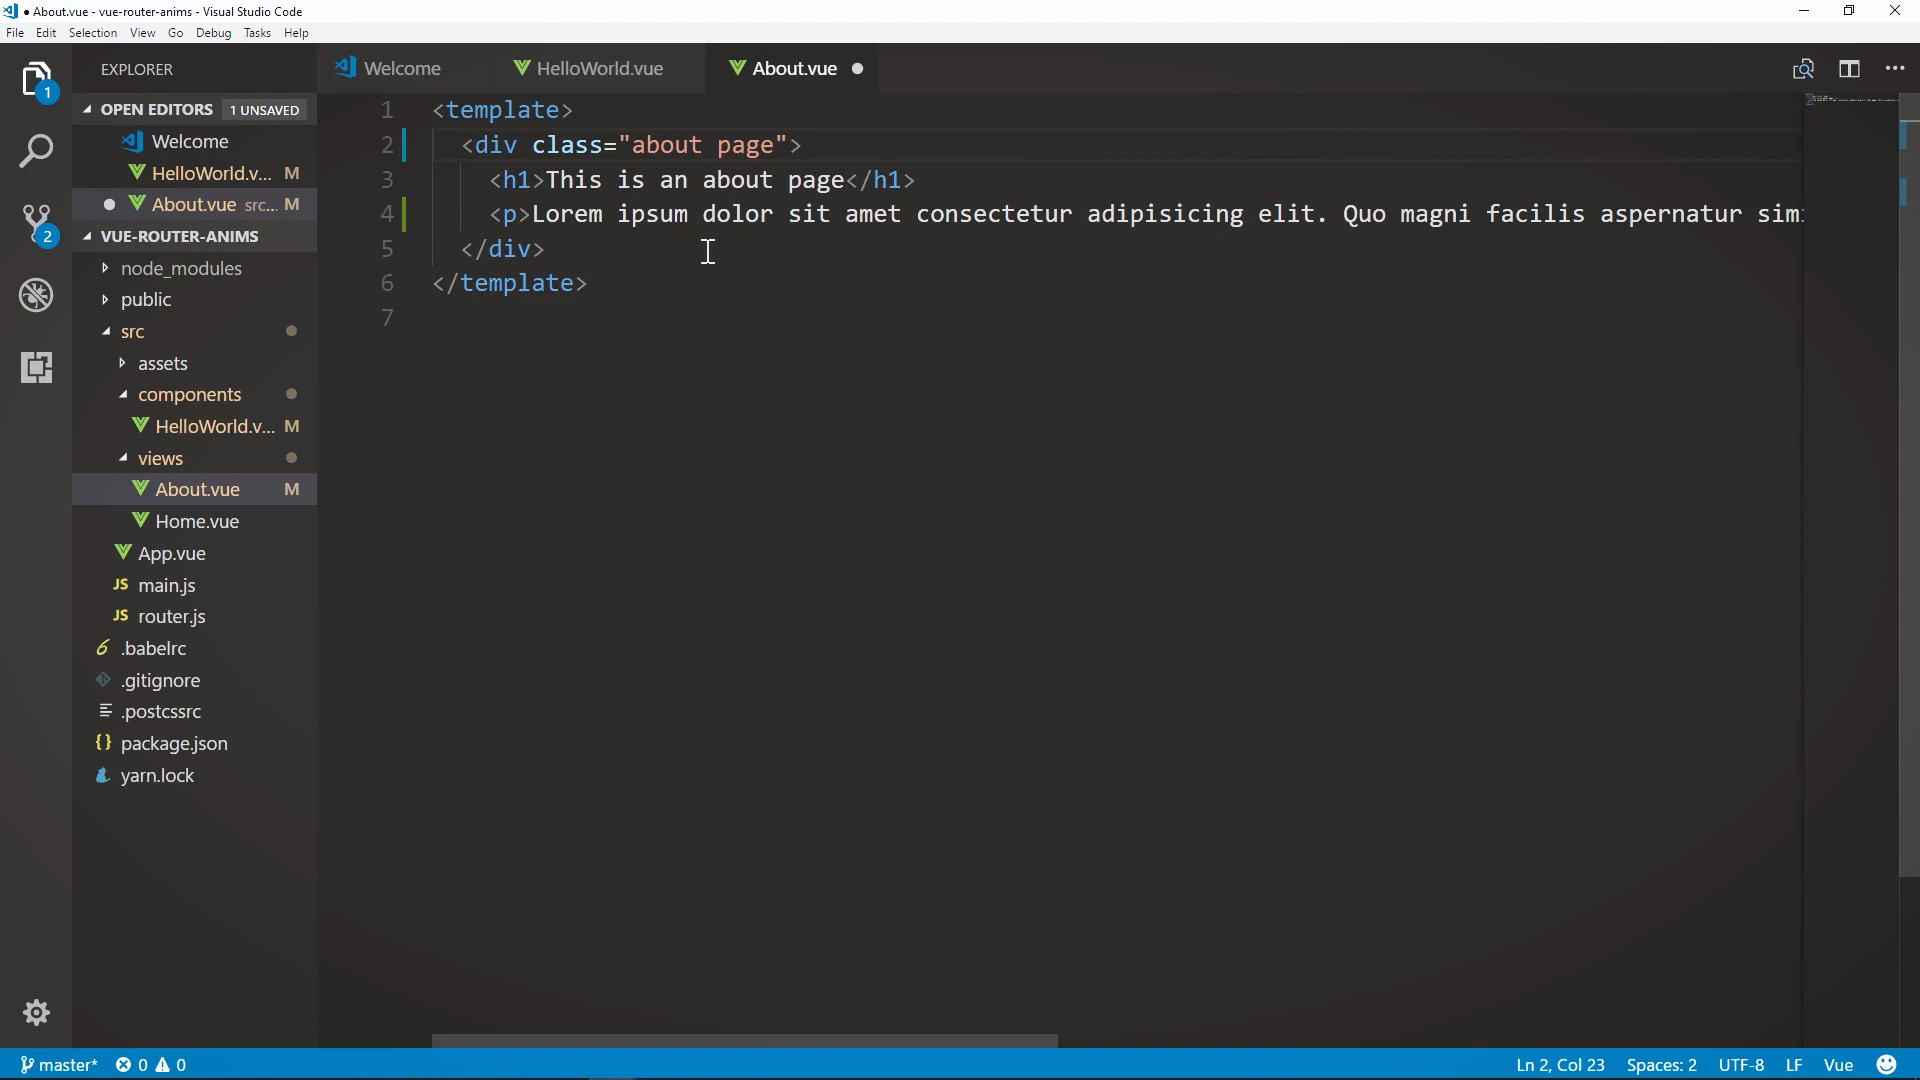 ● About.vue - vue-router-anims - Visual Studio Code
File Edit Selection View Go Debug Tasks Help
EXPLORER
Welcome HelloWorld.vue About.vue ●
1
OPEN EDITORS 1 UNSAVED
Welcome
HelloWorld.v... M
● About.vue src... M
2
VUE-ROUTER-ANIMS
node_modules
public
src
assets
components
HelloWorld.v... M
views
About.vue M
Home.vue
App.vue
JS main.js
JS router.js
.babelrc
.gitignore
.postcssrc
{} package.json
yarn.lock
1 <template>
2 <div class="about page">
3 <h1>This is an about page</h1>
4 <p>Lorem ipsum dolor sit amet consectetur adipisicing elit. Quo magni facilis aspernatur sim
5 </div>
6 </template>
7
master* 0 0 Ln 2, Col 23 Spaces: 2 UTF-8 LF Vue